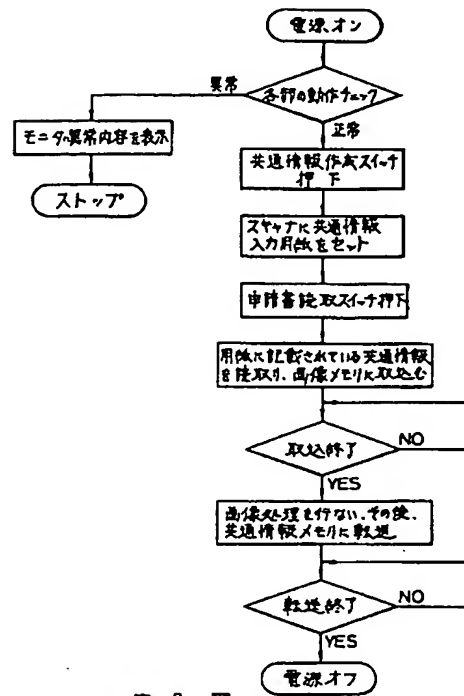 電源オン
各部の動作チェック
異常
正常
モニタへ異常内容を表示
ストップ
共通情報作成スイッチ
押下
スキャナに共通情報
入力用紙をセット
申請書読取スイッチ押下
用紙に記載されている共通情報
を読取り、画像メモリに取込む
取込終了
NO
YES
画像処理を行ない、その後、
共通情報メモリに転送
転送終了
NO
YES
電源オフ